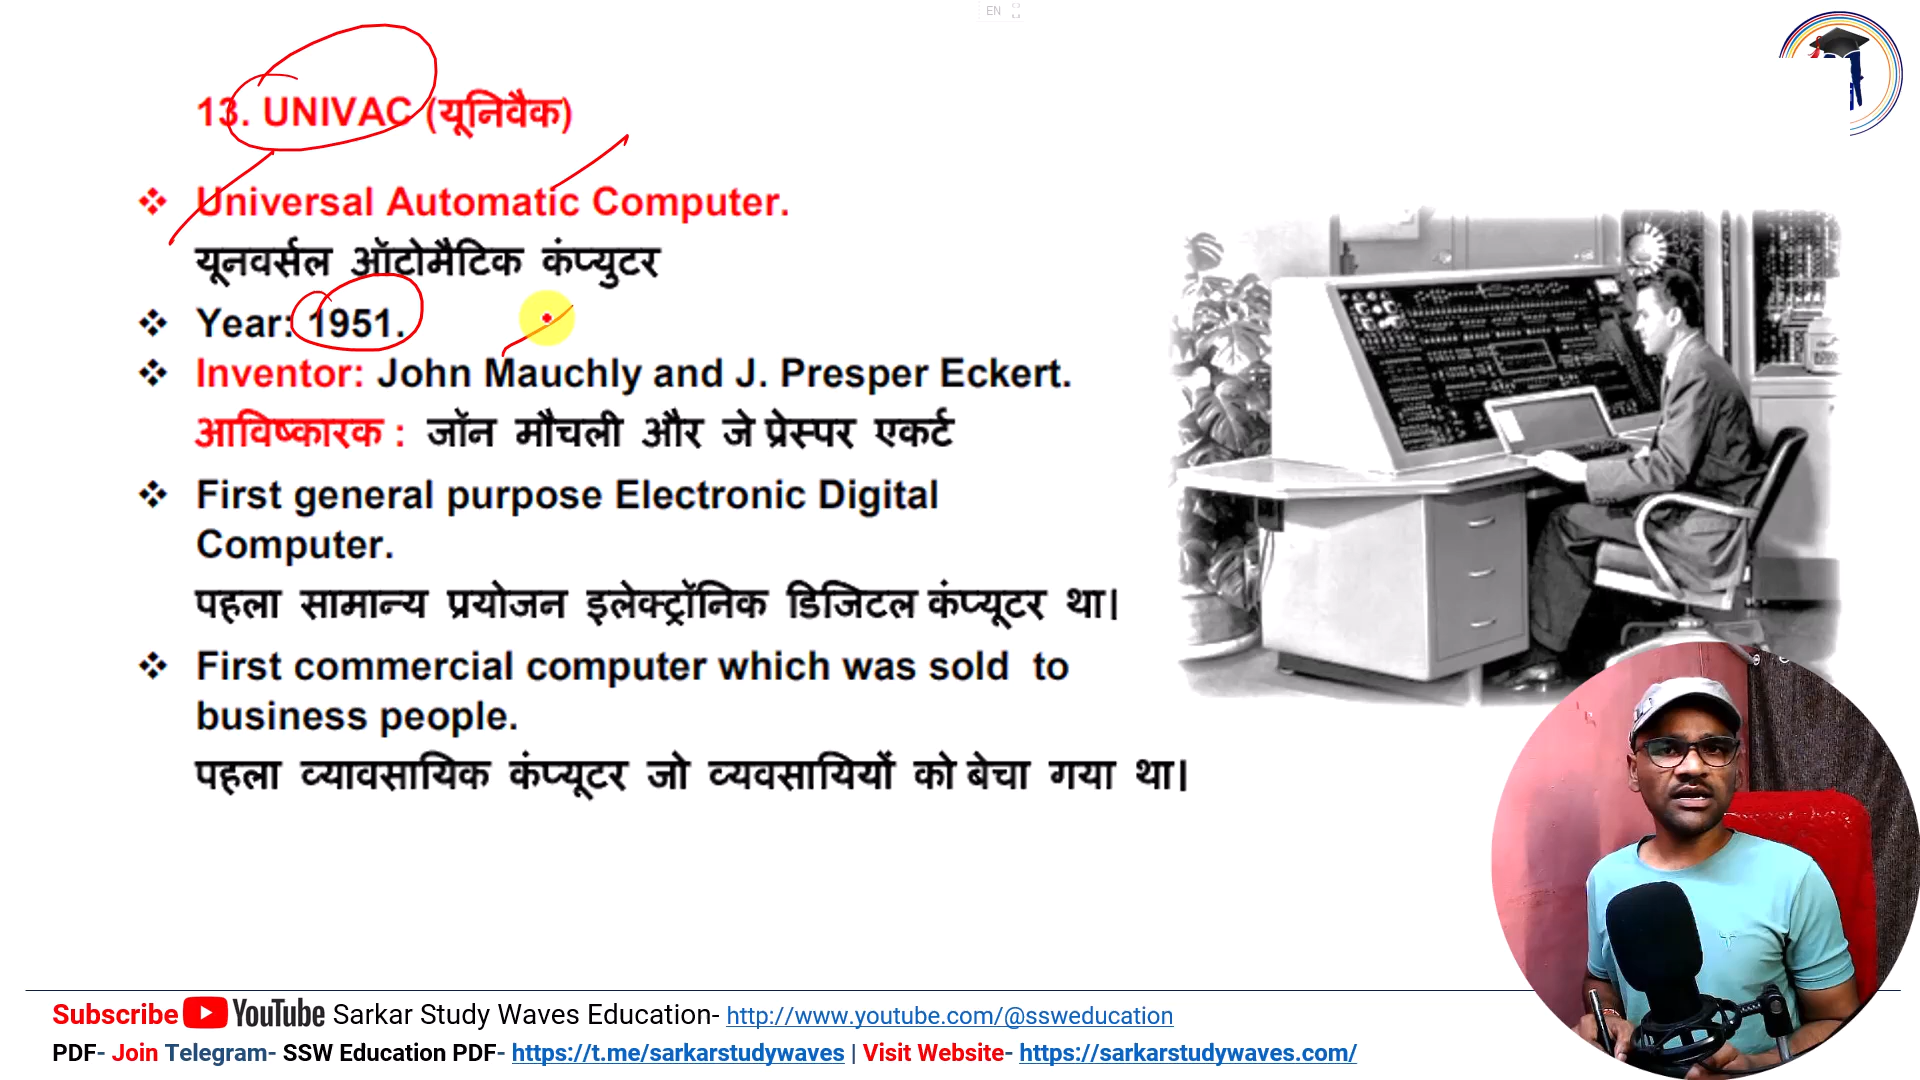 EN
13. UNIVAC (यूनिवैक)
Universal Automatic Computer.
यूनवर्सल ऑटोमैटिक कंप्युटर
Year: 1951.
Inventor: John Mauchly and J. Presper Eckert.
आविष्कारक : जॉन मौचली और जे प्रेस्पर एकर्ट
First general purpose Electronic Digital
Computer.
पहला सामान्य प्रयोजन इलेक्ट्रॉनिक डिजिटल कंप्यूटर था।
First commercial computer which was sold to
business people.
पहला व्यावसायिक कंप्यूटर जो व्यवसायियों को बेचा गया था।
Subscribe YouTube Sarkar Study Waves Education- http://www.youtube.com/@ssweducation
PDF- Join Telegram- SSW Education PDF- https://t.me/sarkarstudywaves | Visit Website- https://sarkarstudywaves.com/